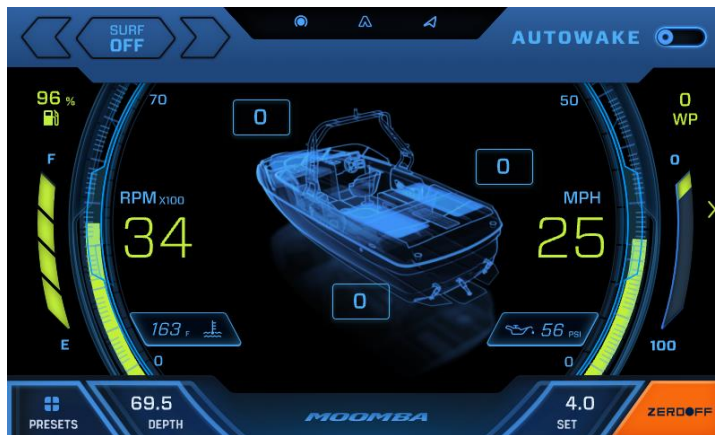 SURF
OFF
AUTOWAKE
96 %
70
50
0
WP
0
0
0
F
0
RPM X100
34
MPH
25
163 F
56 PSI
E
0
0
100
PRESETS
69.5
DEPTH
MOOMBA
4.0
SET
ZEROOFF